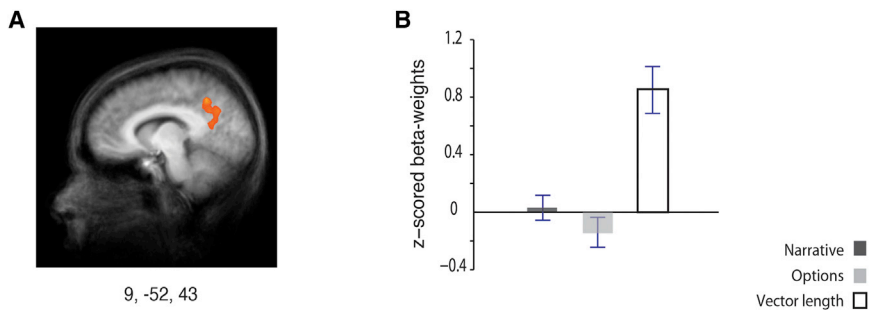 A
9, -52, 43
B
z-scored beta-weights
1.2
0.8
0.4
0
-0.4
Narrative
Options
Vector length